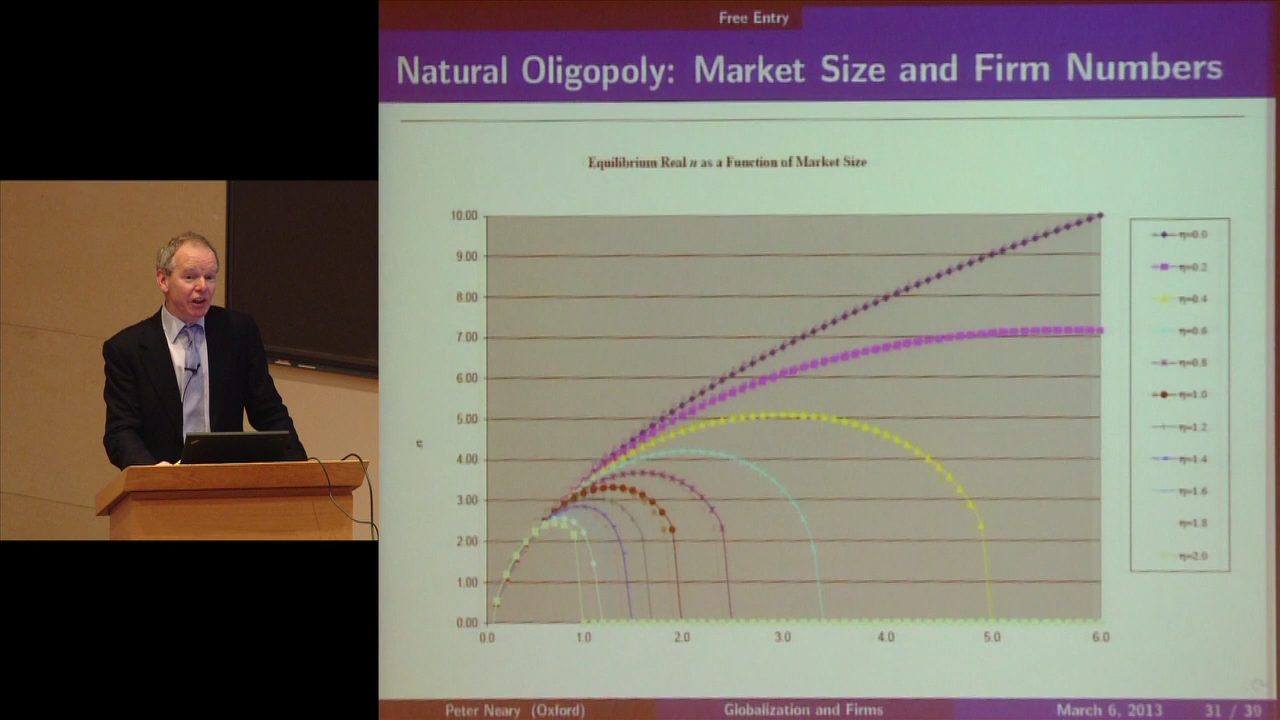 Free Entry
Natural Oligopoly: Market Size and Firm Numbers
Equilibrium Real n as a Function of Market Size
10.00
9.00
8.00
7.00
6.00
5.00
4.00
3.00
2.00
1.00
0.00
n
0.0 1.0 2.0 3.0 4.0 5.0 6.0
η=0.0
η=0.2
η=0.4
η=0.6
η=0.8
η=1.0
η=1.2
η=1.4
η=1.6
η=1.8
η=2.0
Peter Neary (Oxford) Globalization and Firms March 6, 2013 31 / 39